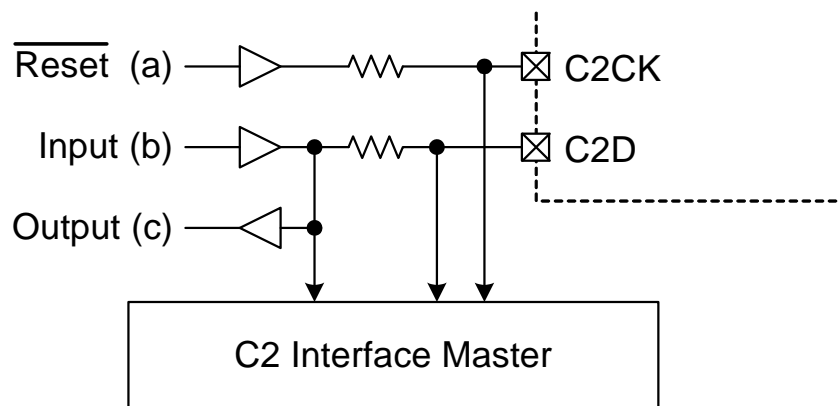 Reset (a)
C2CK
Input (b)
C2D
Output (c)
C2 Interface Master